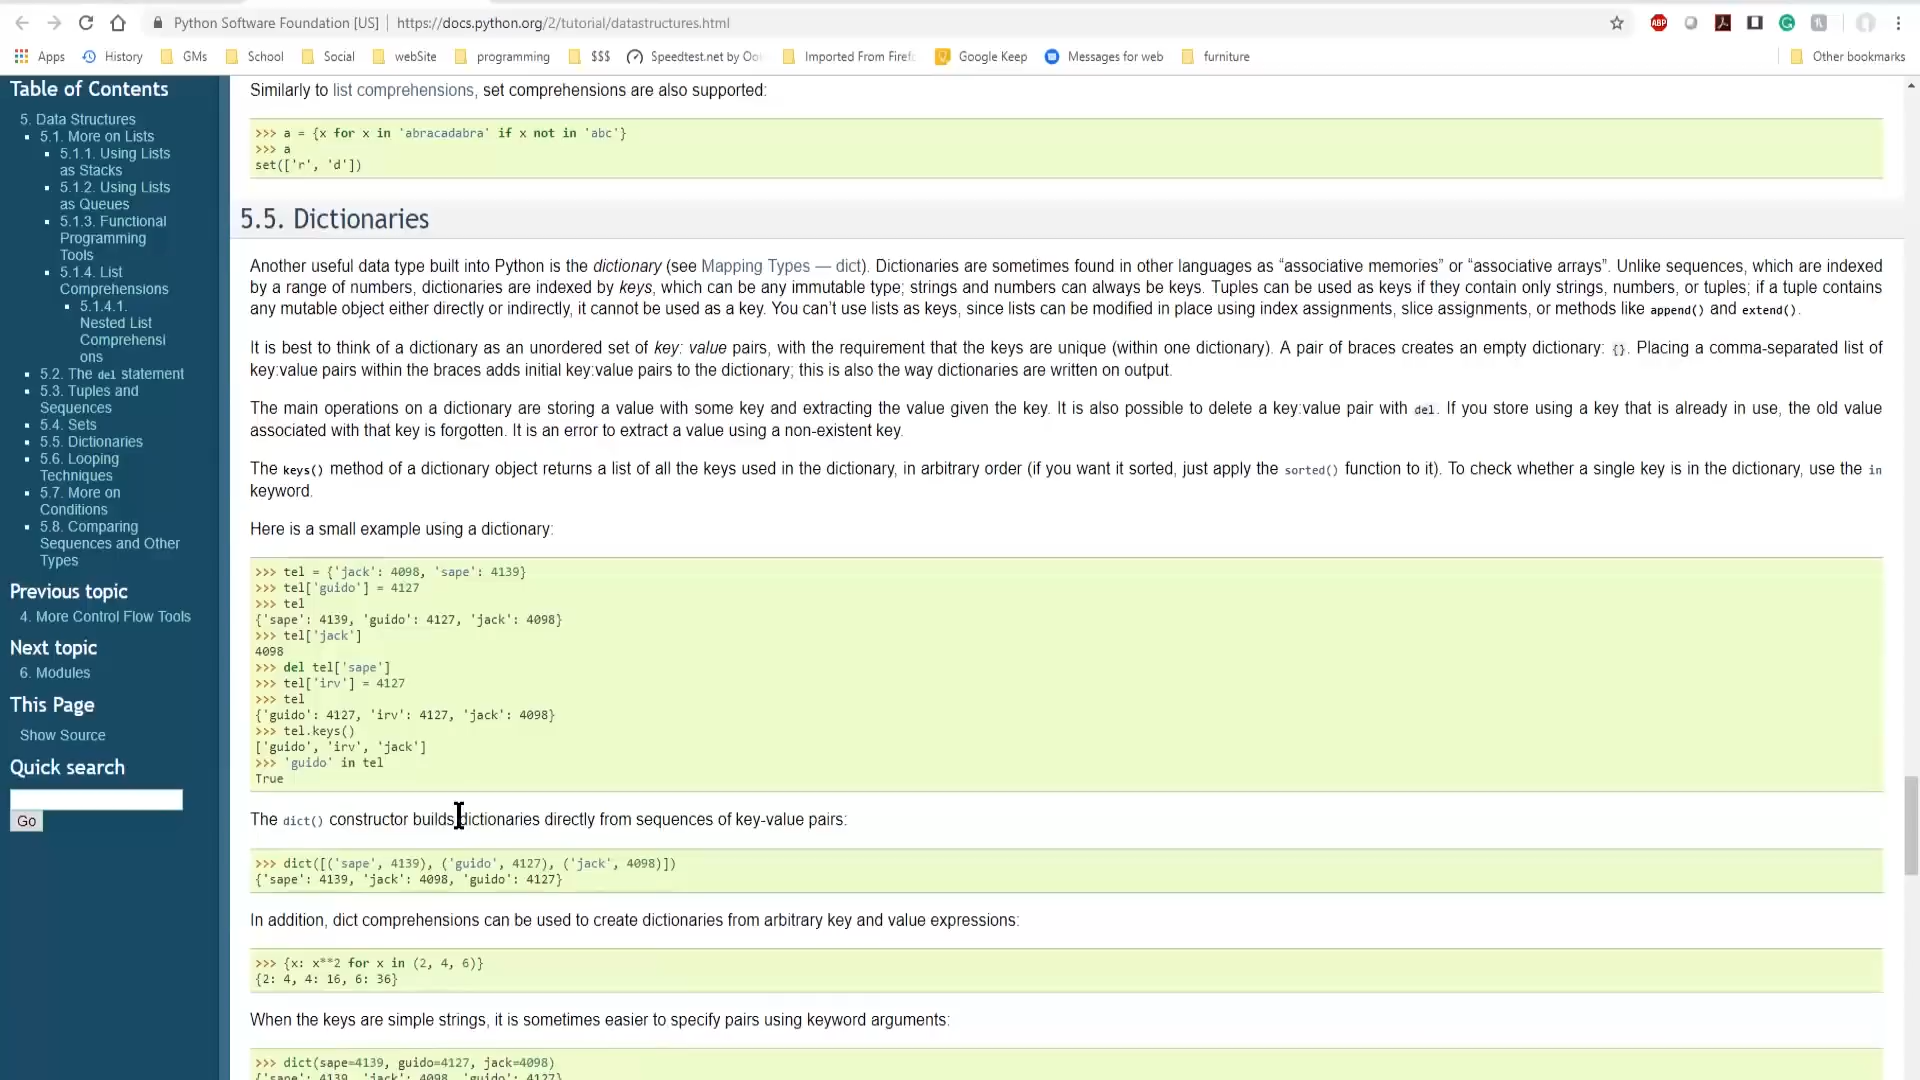 Python Software Foundation [US]
https://docs.python.org/2/tutorial/datastructures.html
ABP
Apps
History
GMs
School
Social
webSite
programming
$$$
Speedtest.net by Oo
Imported From Firef
Google Keep
Messages for web
furniture
Other bookmarks
Table of Contents
5. Data Structures
5.1. More on Lists
5.1.1. Using Lists
as Stacks
5.1.2. Using Lists
as Queues
5.1.3. Functional
Programming
Tools
5.1.4. List
Comprehensions
5.1.4.1.
Nested List
Comprehensi
ons
5.2. The del statement
5.3. Tuples and
Sequences
5.4. Sets
5.5. Dictionaries
5.6. Looping
Techniques
5.7. More on
Conditions
5.8. Comparing
Sequences and Other
Types
Previous topic
4. More Control Flow Tools
Next topic
6. Modules
This Page
Show Source
Quick search
Go
Similarly to list comprehensions, set comprehensions are also supported:
>>> a = {x for x in 'abracadabra' if x not in 'abc'}
>>> a
set(['r', 'd'])
5.5. Dictionaries
Another useful data type built into Python is the dictionary (see Mapping Types — dict). Dictionaries are sometimes found in other languages as “associative memories” or “associative arrays”. Unlike sequences, which are indexed
by a range of numbers, dictionaries are indexed by keys, which can be any immutable type; strings and numbers can always be keys. Tuples can be used as keys if they contain only strings, numbers, or tuples; if a tuple contains
any mutable object either directly or indirectly, it cannot be used as a key. You can’t use lists as keys, since lists can be modified in place using index assignments, slice assignments, or methods like append() and extend().
It is best to think of a dictionary as an unordered set of key: value pairs, with the requirement that the keys are unique (within one dictionary). A pair of braces creates an empty dictionary: {}. Placing a comma-separated list of
key:value pairs within the braces adds initial key:value pairs to the dictionary; this is also the way dictionaries are written on output.
The main operations on a dictionary are storing a value with some key and extracting the value given the key. It is also possible to delete a key:value pair with del. If you store using a key that is already in use, the old value
associated with that key is forgotten. It is an error to extract a value using a non-existent key.
The keys() method of a dictionary object returns a list of all the keys used in the dictionary, in arbitrary order (if you want it sorted, just apply the sorted() function to it). To check whether a single key is in the dictionary, use the in
keyword.
Here is a small example using a dictionary:
>>> tel = {'jack': 4098, 'sape': 4139}
>>> tel['guido'] = 4127
>>> tel
{'sape': 4139, 'guido': 4127, 'jack': 4098}
>>> tel['jack']
4098
>>> del tel['sape']
>>> tel['irv'] = 4127
>>> tel
{'guido': 4127, 'irv': 4127, 'jack': 4098}
>>> tel.keys()
['guido', 'irv', 'jack']
>>> 'guido' in tel
True
The dict() constructor builds dictionaries directly from sequences of key-value pairs:
>>> dict([('sape', 4139), ('guido', 4127), ('jack', 4098)])
{'sape': 4139, 'jack': 4098, 'guido': 4127}
In addition, dict comprehensions can be used to create dictionaries from arbitrary key and value expressions:
>>> {x: x**2 for x in (2, 4, 6)}
{2: 4, 4: 16, 6: 36}
When the keys are simple strings, it is sometimes easier to specify pairs using keyword arguments:
>>> dict(sape=4139, guido=4127, jack=4098)
{'sape': 4139, 'jack': 4098, 'guido': 4127}